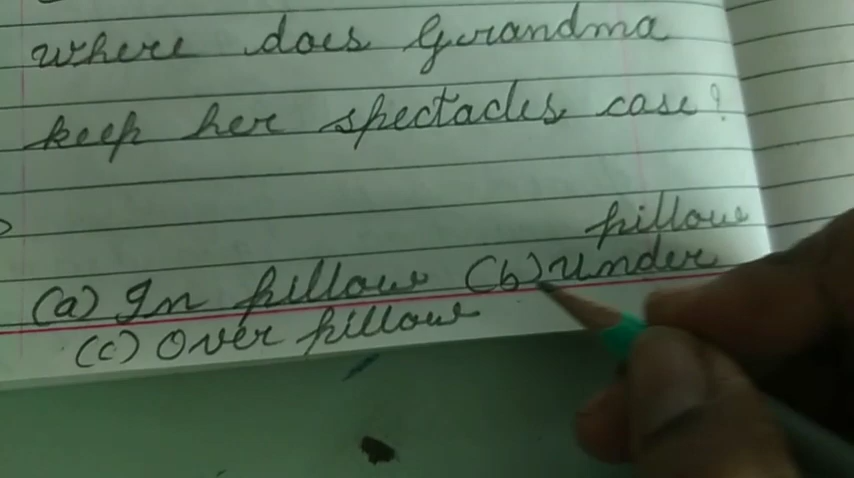 where does Grandma
keep her spectacles case?
(a) In pillow (b) under pillow
(c) Over pillow